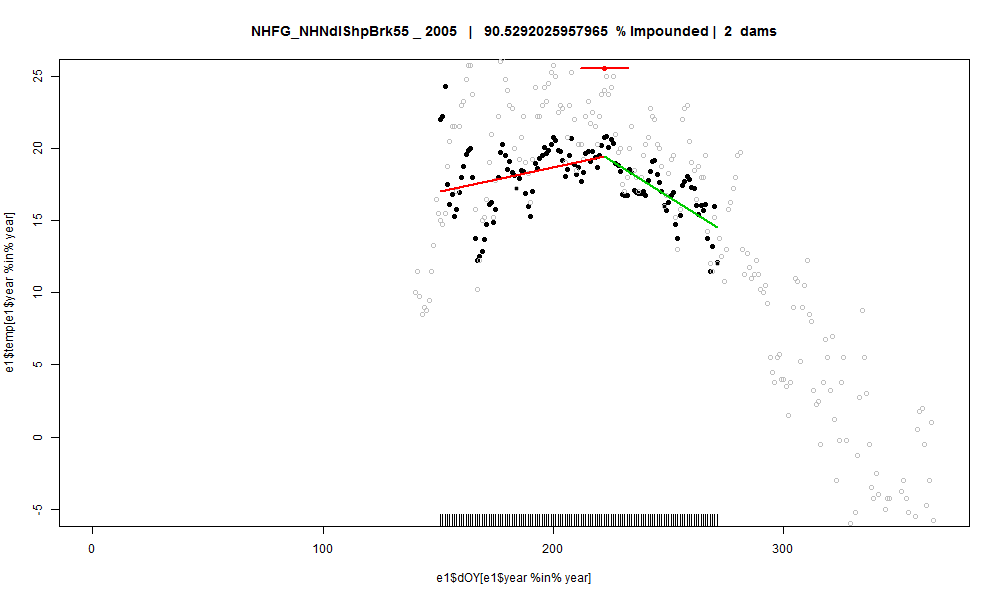 NHFG_NHNdlShpBrk55 _ 2005 | 90.5292025957965 % Impounded | 2 dams
25
20
15
10
5
0
-5
e1$temp[e1$year %in% year]
0 100 200 300
e1$dOY[e1$year %in% year]